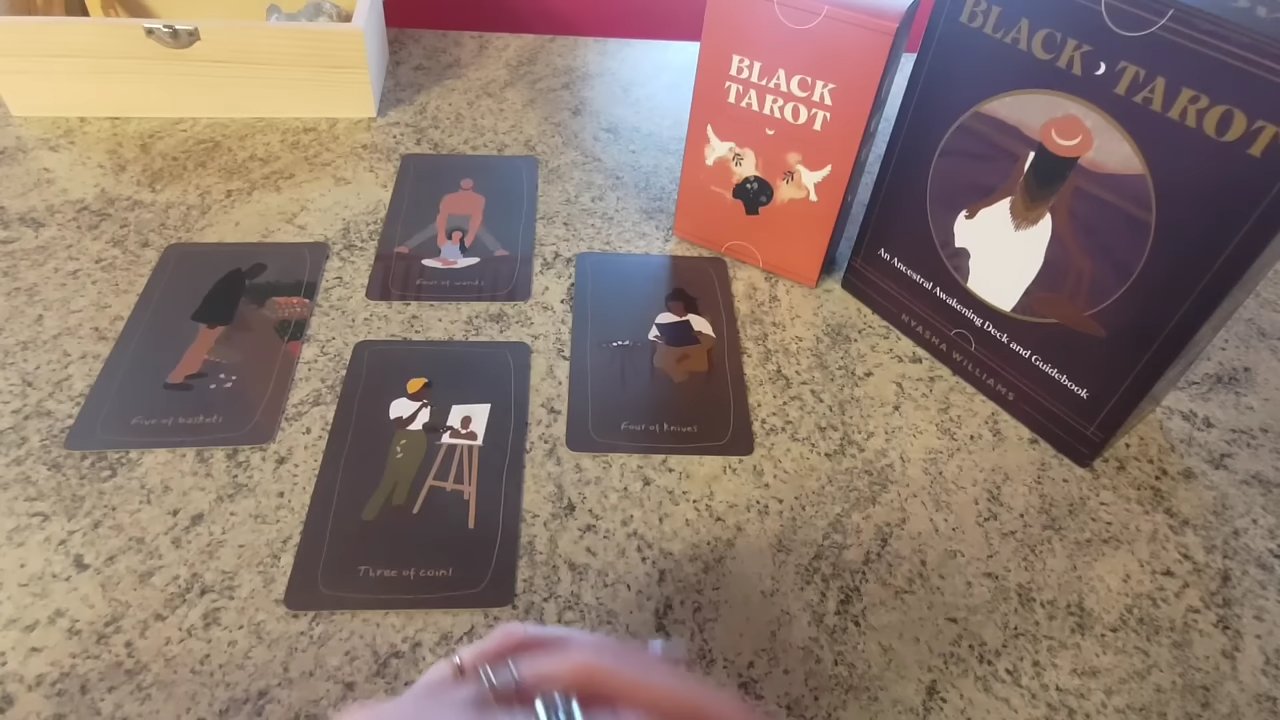 BLACK
TAROT
BLACK TAROT
An Ancestral Awakening Deck and Guidebook
NYASHA WILLIAMS
Four of wands
Five of baskets
Four of knives
Three of coins